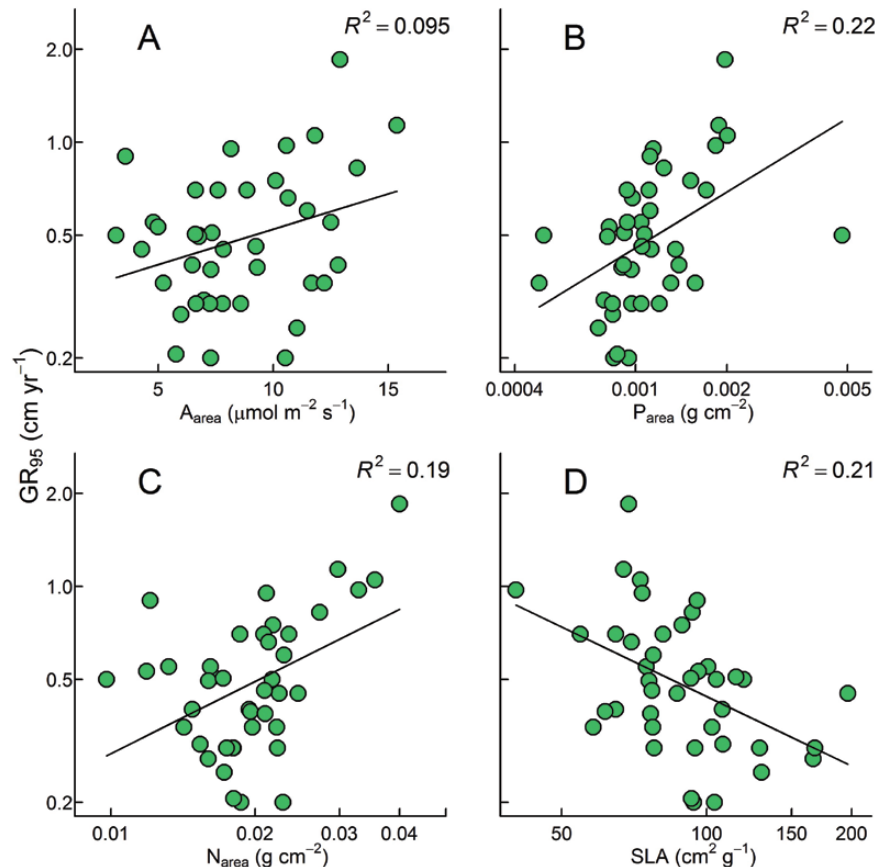 A
R² = 0.095
B
R² = 0.22
2.0
1.0
0.5
0.2
5
10
15
0.0004
0.001
0.002
0.005
A_area (μmol m⁻² s⁻¹)
P_area (g cm⁻²)
GR₉₅ (cm yr⁻¹)
C
R² = 0.19
D
R² = 0.21
2.0
1.0
0.5
0.2
0.01
0.02
0.03
0.04
50
100
150
200
N_area (g cm⁻²)
SLA (cm² g⁻¹)